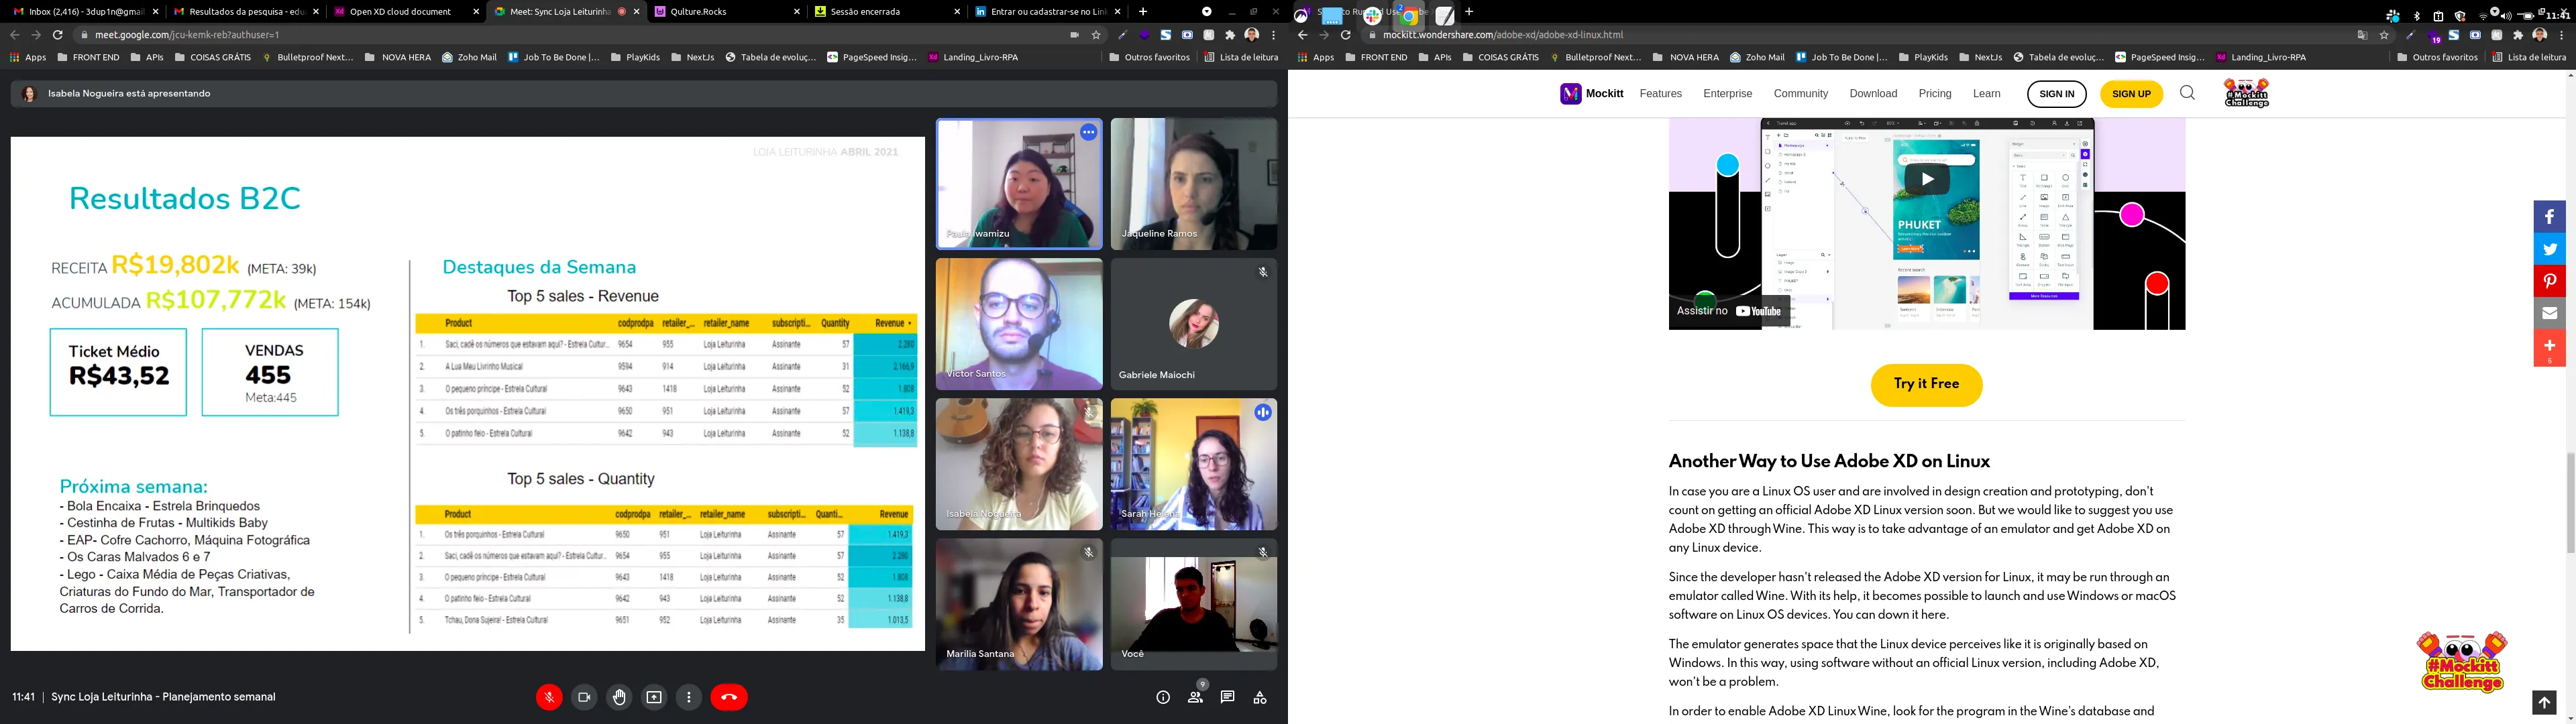 Inbox (2,416) - 3dup1n@gmai
Resultados da pesquisa - edu
Open XD cloud document
Meet: Sync Loja Leiturinha
Qulture.Rocks
Sessão encerrada
Entrar ou cadastrar-se no Lin
meet.google.com/jcu-kemk-reb?authuser=1
Apps
FRONT END
APIs
COISAS GRÁTIS
Bulletproof Next...
NOVA HERA
Zoho Mail
Job To Be Done |...
PlayKids
NextJs
Tabela de evoluç...
PageSpeed Insig...
Landing_Livro-RPA
Outros favoritos
Lista de leitura
Isabela Nogueira está apresentando
LOJA LEITURINHA ABRIL 2021
Resultados B2C
RECEITA R$19,802k (META: 39k)
ACUMULADA R$107,772k (META: 154k)
Ticket Médio
R$43,52
VENDAS
455
Meta:445
Próxima semana:
- Bola Encaixa - Estrela Brinquedos
- Cestinha de Frutas - Multikids Baby
- EAP- Cofre Cachorro, Máquina Fotográfica
- Os Caras Malvados 6 e 7
- Lego - Caixa Média de Peças Criativas,
Criaturas do Fundo do Mar, Transportador de
Carros de Corrida.
Destaques da Semana
Top 5 sales - Revenue
Product codprodpa retailer_... retailer_name subscripti... Quantity Revenue
1. Saci, cadê os números que estavam aqui? - Estrela Cultur... 9654 955 Loja Leiturinha Assinante 57 2.280
2. A Lua Meu Livrinho Musical 9594 914 Loja Leiturinha Assinante 31 2.166,9
3. O pequeno príncipe - Estrela Cultural 9643 1418 Loja Leiturinha Assinante 52 1.808
4. Os três porquinhos - Estrela Cultural 9650 951 Loja Leiturinha Assinante 57 1.419,3
5. O patinho feio - Estrela Cultural 9642 943 Loja Leiturinha Assinante 52 1.138,8
Top 5 sales - Quantity
Product codprodpa retailer_... retailer_name subscripti... Quanti... Revenue
1. Os três porquinhos - Estrela Cultural 9650 951 Loja Leiturinha Assinante 57 1.419,3
2. Saci, cadê os números que estavam aqui? - Estrela Cultur... 9654 955 Loja Leiturinha Assinante 57 2.280
3. O pequeno príncipe - Estrela Cultural 9643 1418 Loja Leiturinha Assinante 52 1.808
4. O patinho feio - Estrela Cultural 9642 943 Loja Leiturinha Assinante 52 1.138,8
5. Tchau, Dona Sujeira! - Estrela Cultural 9651 952 Loja Leiturinha Assinante 35 1.013,5
Paula Iwamizu
Jaqueline Ramos
Victor Santos
Gabriele Maiochi
Isabela Nogueira
Sarah
Marilia Santana
Você
11:41 | Sync Loja Leiturinha - Planejamento semanal
9
11:41
mockitt.wondershare.com/adobe-xd/adobe-xd-linux.html
19
Apps
FRONT END
APIs
COISAS GRÁTIS
Bulletproof Next...
NOVA HERA
Zoho Mail
Job To Be Done |...
PlayKids
NextJs
Tabela de evoluç...
PageSpeed Insig...
Landing_Livro-RPA
Outros favoritos
Lista de leitura
Mockitt
Features
Enterprise
Community
Download
Pricing
Learn
SIGN IN
SIGN UP
#Mockitt
Challenge
PHUKET
Recent search
Assistir no YouTube
Try it Free
6
Another Way to Use Adobe XD on Linux
In case you are a Linux OS user and are involved in design creation and prototyping, don't
count on getting an official Adobe XD Linux version soon. But we would like to suggest you use
Adobe XD through Wine. This way is to take advantage of an emulator and get Adobe XD on
any Linux device.
Since the developer hasn't released the Adobe XD version for Linux, it may be run through an
emulator called Wine. With its help, it becomes possible to launch and use Windows or macOS
software on Linux OS devices. You can down it here.
The emulator generates space that the Linux device perceives like it is originally based on
Windows. In this way, using software without an official Linux version, including Adobe XD,
won't be a problem.
In order to enable Adobe XD Linux Wine, look for the program in the Wine's database and
#Mockitt
Challenge